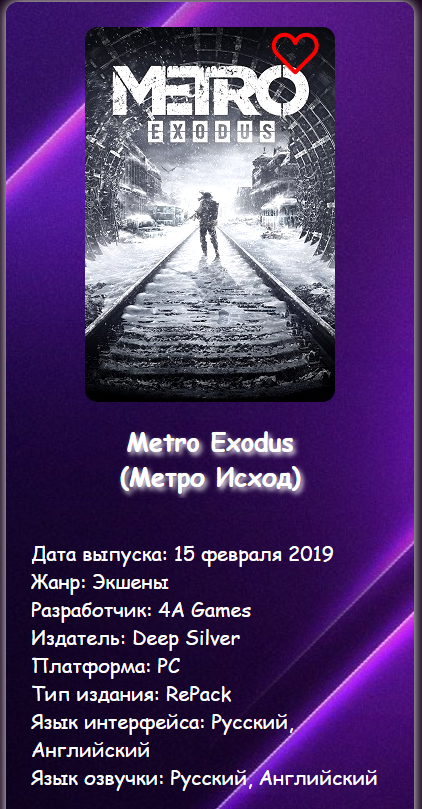 METRO
EXODUS
Metro Exodus
(Метро Исход)
Дата выпуска: 15 февраля 2019
Жанр: Экшены
Разработчик: 4A Games
Издатель: Deep Silver
Платформа: PC
Тип издания: RePack
Язык интерфейса: Русский,
Английский
Язык озвучки: Русский, Английский